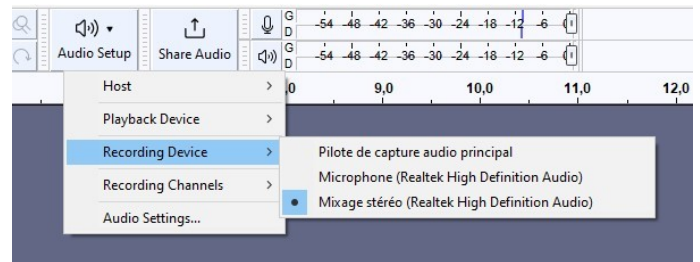 G
D
-54 -48 -42 -36 -30 -24 -18 -12 -6
Audio Setup
Share Audio
G
D
-54 -48 -42 -36 -30 -24 -18 -12 -6
9,0 10,0 11,0 12,0
Host
Playback Device
Recording Device
Recording Channels
Audio Settings...
Pilote de capture audio principal
Microphone (Realtek High Definition Audio)
Mixage stéréo (Realtek High Definition Audio)